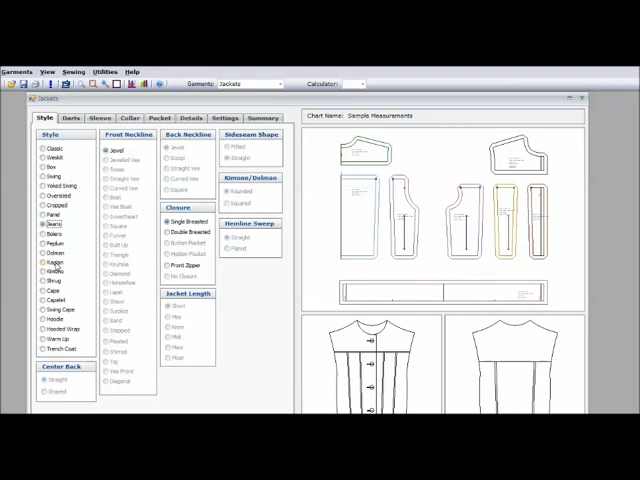 Garments View Sewing Utilities Help
Garment: Jackets Calculator:
Jackets
Style Darts Sleeve Collar Pocket Details Settings Summary
Style
Classic
Weskit
Box
Swing
Yoked Swing
Oversized
Cropped
Panel
Jeans
Bolero
Peplum
Dolman
Raglan
Kimono
Shrug
Cape
Capelet
Swing Cape
Hoodie
Hooded Wrap
Warm Up
Trench Coat
Center Back
Straight
Shaped
Front Neckline
Jewel
Jeweled Vee
Scoop
Straight Vee
Curved Vee
Boat
Vee Boat
Sweetheart
Square
Funnel
Built Up
Triangle
Keyhole
Diamond
Horseshoe
Lapel
Shawl
Surplice
Band
Stepped
Pleated
Shirred
Vee Front
Diagonal
Back Neckline
Jewel
Scoop
Straight Vee
Curved Vee
Square
Closure
Single Breasted
Double Breasted
Button Placket
Hidden Placket
Front Zipper
No Closure
Jacket Length
Short
Hip
Knee
Midi
Maxi
Floor
Sideseam Shape
Fitted
Straight
Kimono/Dolman
Rounded
Squared
Hemline Sweep
Straight
Flared
Chart Name: Sample Measurements